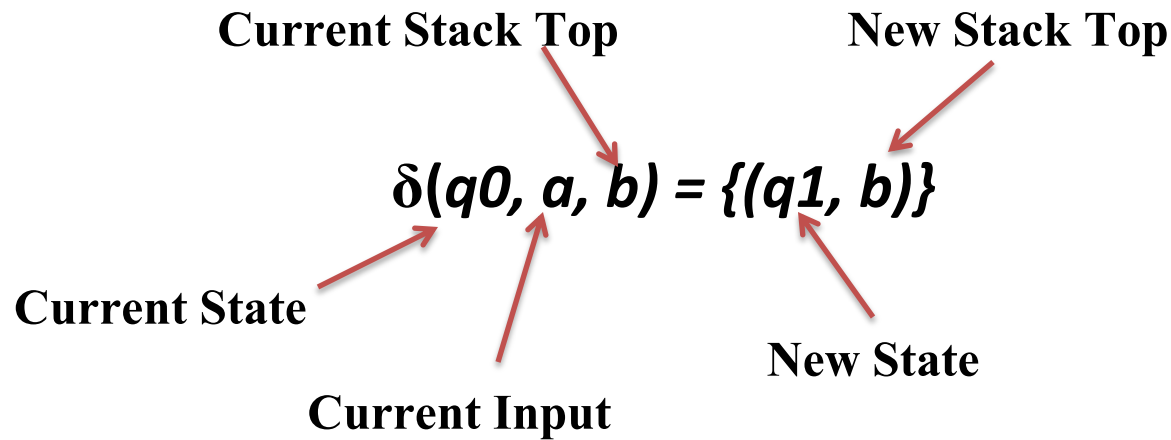 Current Stack Top
New Stack Top
δ(q0, a, b) = {(q1, b)}
Current State
New State
Current Input